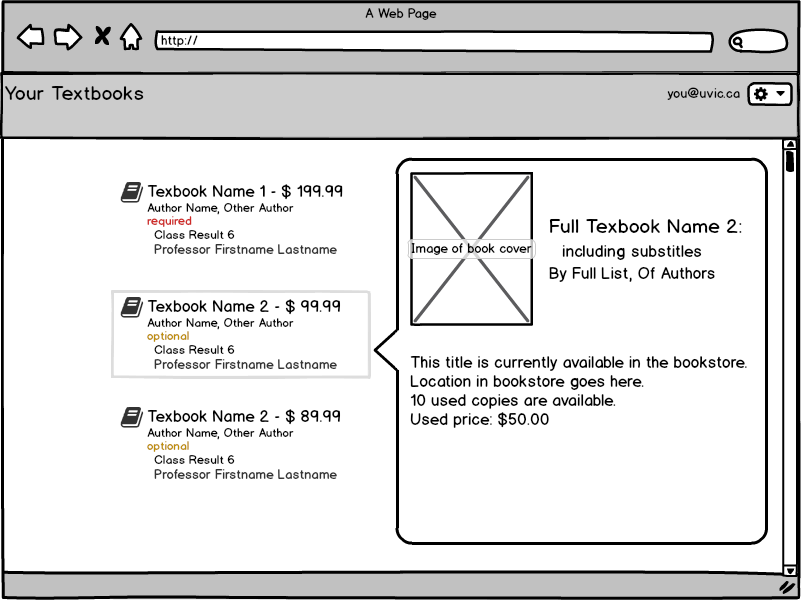 A Web Page
http://
Your Textbooks
you@uvic.ca
Texbook Name 1 - $ 199.99
Author Name, Other Author
required
Class Result 6
Professor Firstname Lastname
Texbook Name 2 - $ 99.99
Author Name, Other Author
optional
Class Result 6
Professor Firstname Lastname
Texbook Name 2 - $ 89.99
Author Name, Other Author
optional
Class Result 6
Professor Firstname Lastname
Image of book cover
Full Texbook Name 2:
including substitles
By Full List, Of Authors
This title is currently available in the bookstore.
Location in bookstore goes here.
10 used copies are available.
Used price: $50.00